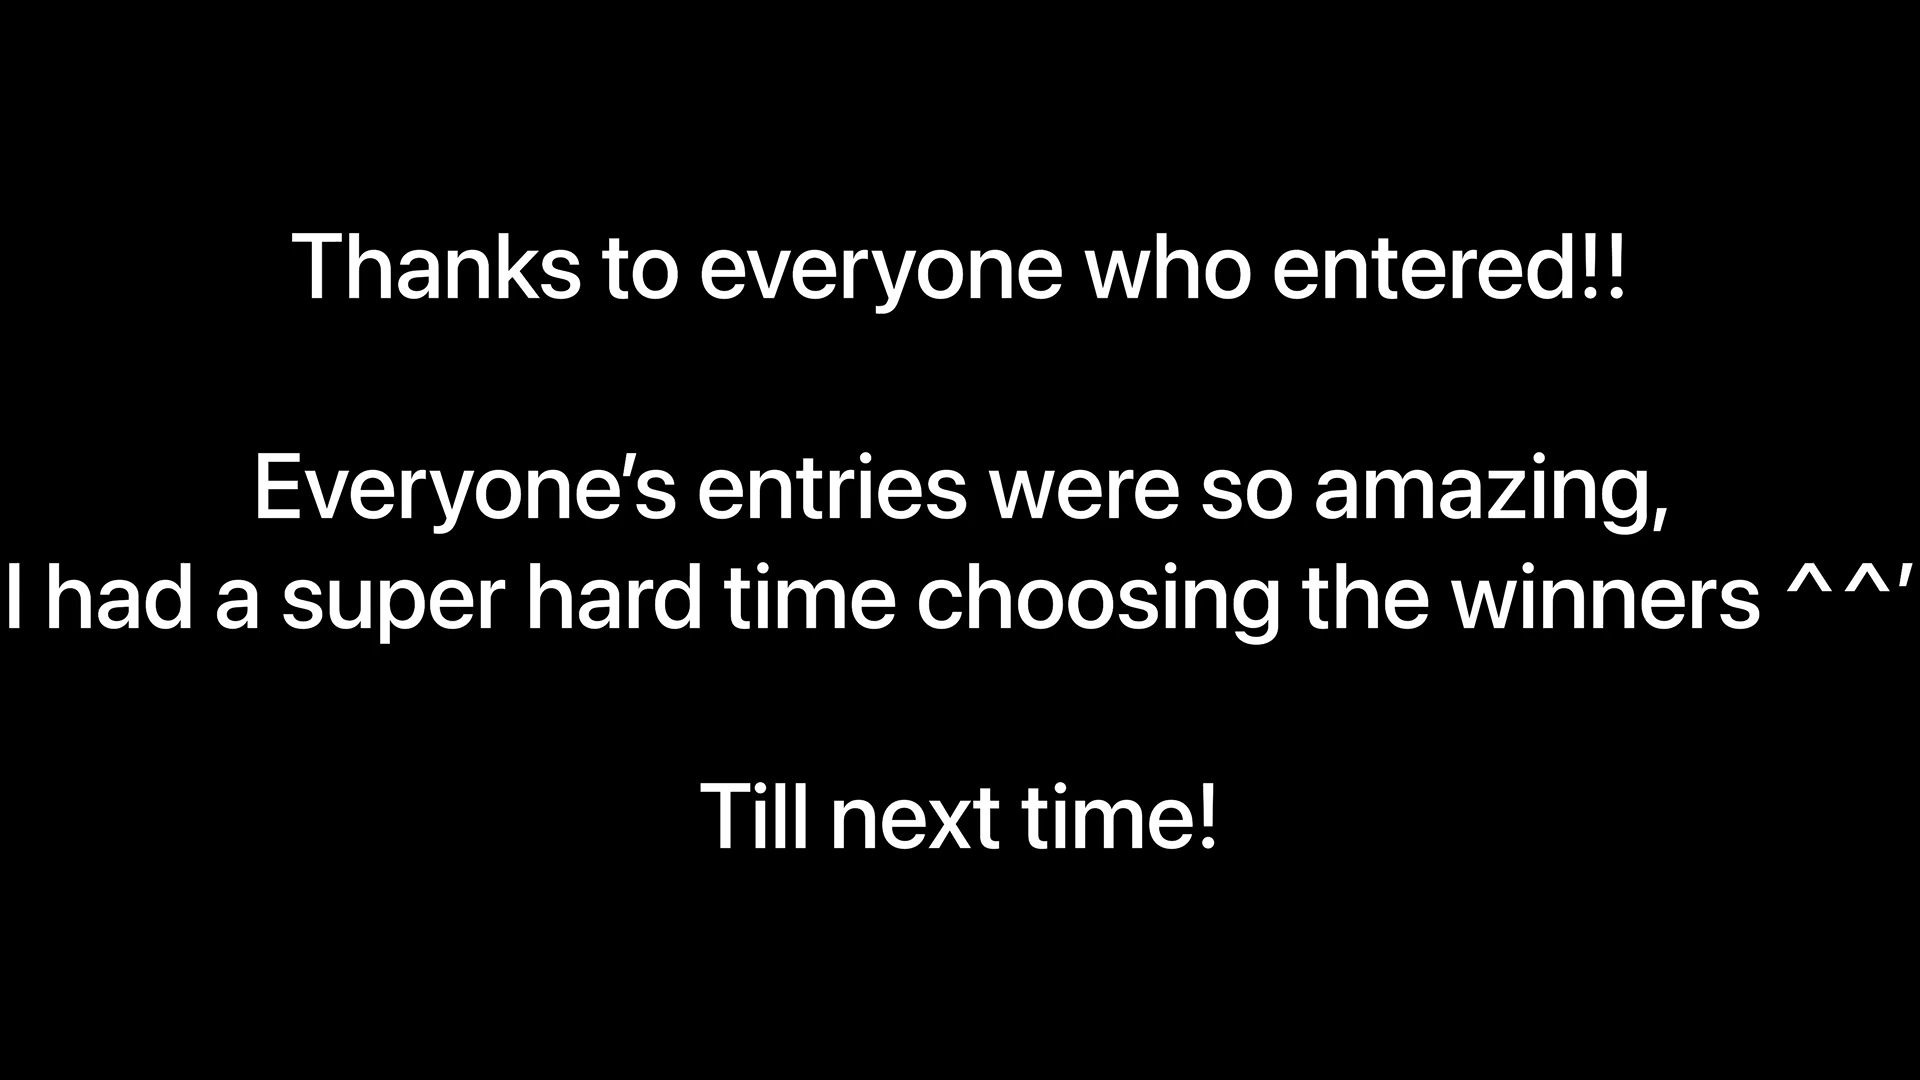 Thanks to everyone who entered!!
Everyone’s entries were so amazing,
I had a super hard time choosing the winners ^^’
Till next time!